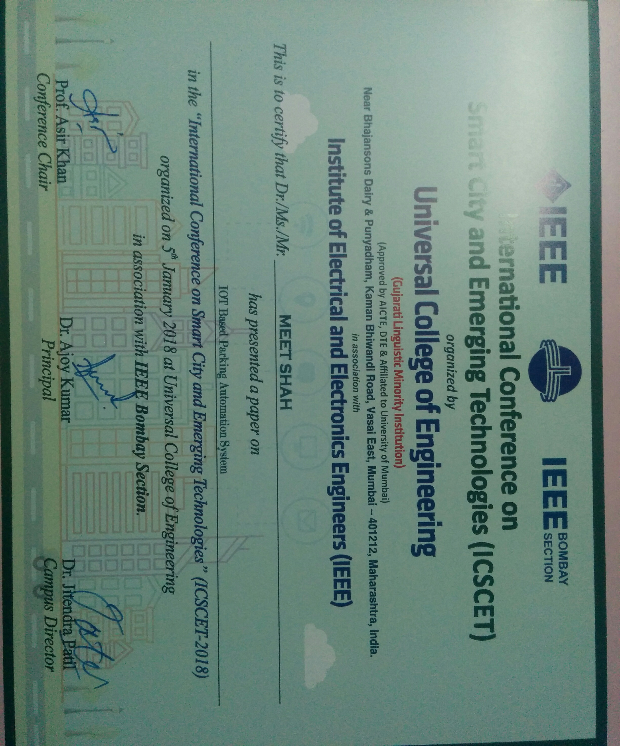 IEEE
IEEE BOMBAY SECTION
International Conference on
Smart City and Emerging Technologies (ICSCET)
organized by
Universal College of Engineering
(Gujarati Linguistic Minority Institution)
(Approved by AICTE, DTE & Affiliated to University of Mumbai)
Near Bhajansons Dairy & Punyadham, Kaman Bhiwandi Road, Vasai East, Mumbai – 401212, Maharashtra, India.
in association with
Institute of Electrical and Electronics Engineers (IEEE)
This is to certify that Dr./Ms./Mr. MEET SHAH
has presented a paper on
IOT Based Parking Automation System
in the "International Conference on Smart City and Emerging Technologies" (ICSCET-2018)
organized on 5th January 2018 at Universal College of Engineering
in association with IEEE Bombay Section.
Prof. Asir Khan
Conference Chair
Dr. Ajoy Kumar
Principal
Dr. Jitendra Patil
Campus Director